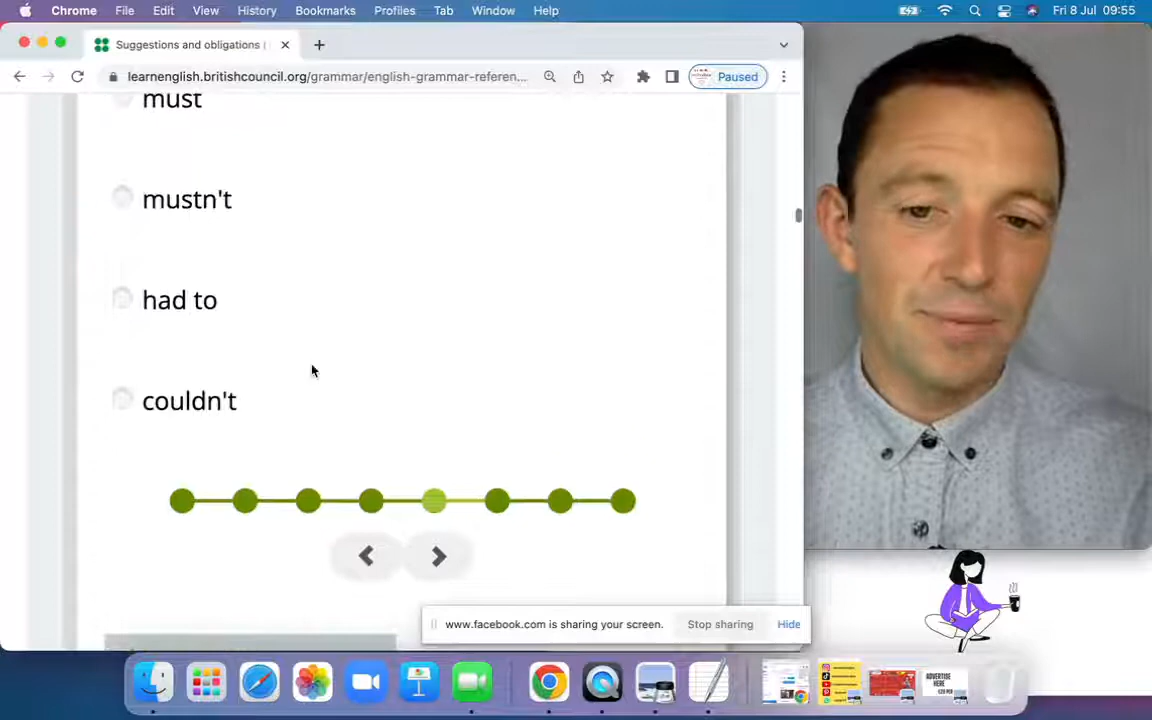 Chrome File Edit View History Bookmarks Profiles Tab Window Help Fri 8 Jul 09:55
Suggestions and obligations |
learnenglish.britishcouncil.org/grammar/english-grammar-referen... Paused
must
mustn't
had to
couldn't
www.facebook.com is sharing your screen. Stop sharing Hide
ADVERTISE
HERE